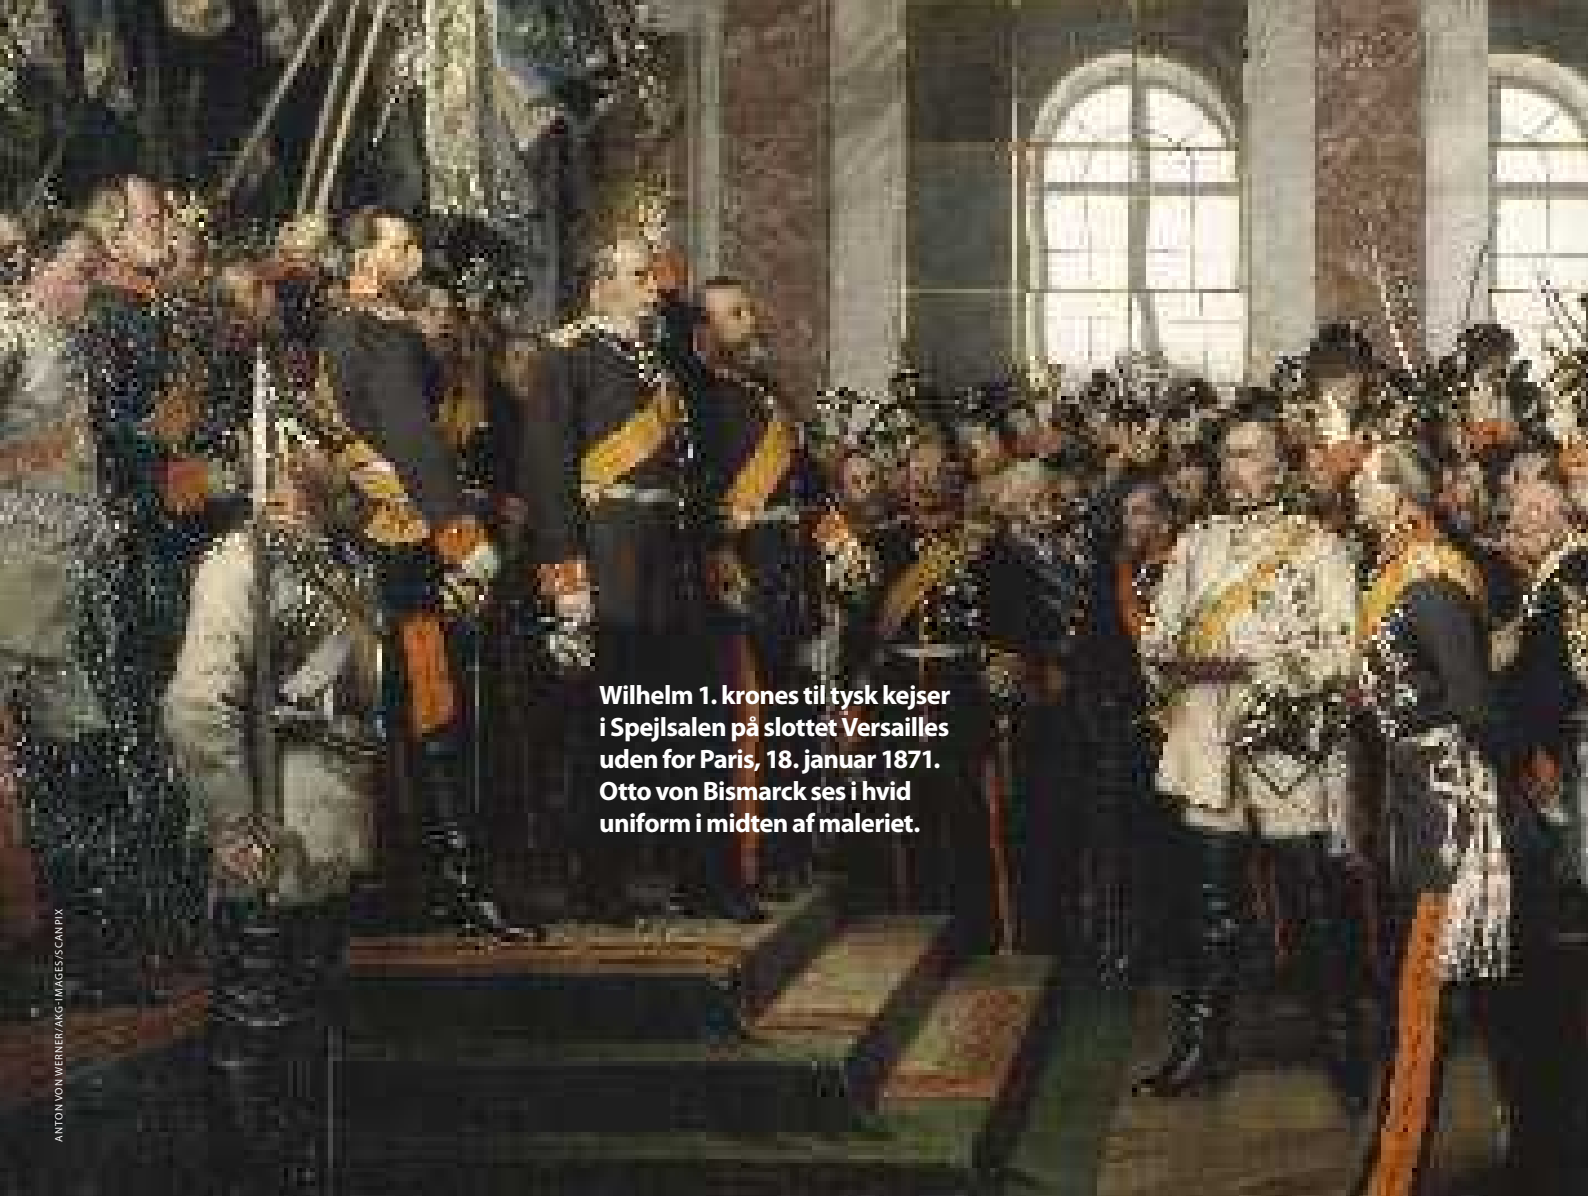 Wilhelm 1. krones til tysk kejser
i Spejlsalen på slottet Versailles
uden for Paris, 18. januar 1871.
Otto von Bismarck ses i hvid
uniform i midten af maleriet.
ANTON VON WERNER/AKG-IMAGES/SCANPIX